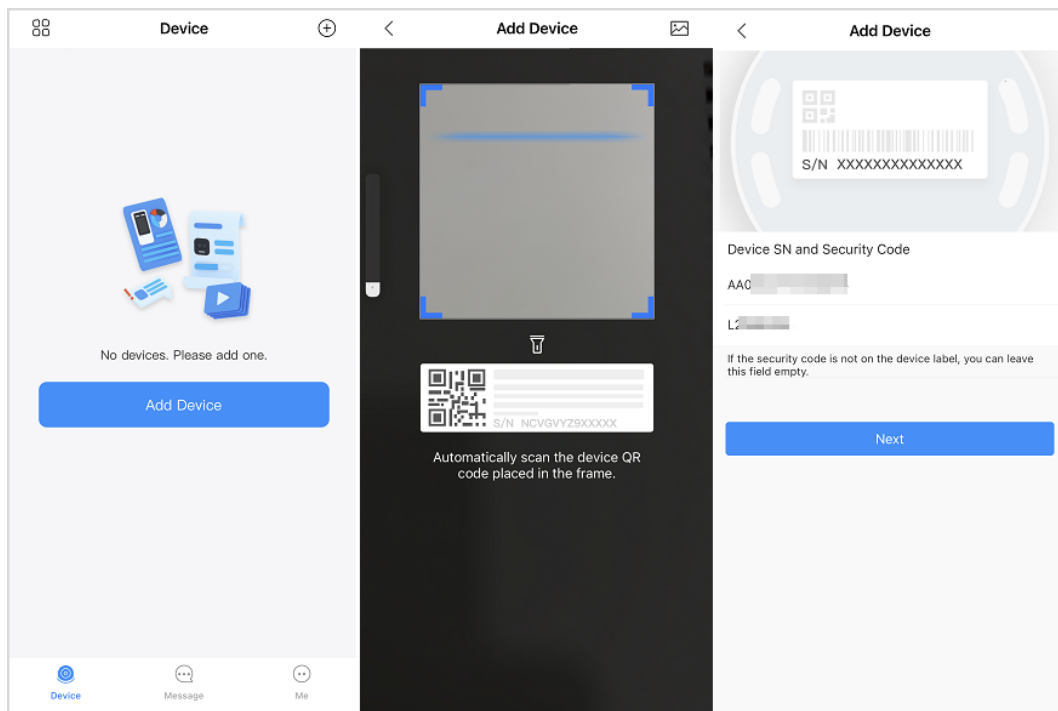 Device
No devices. Please add one.
Add Device
Device
Message
Me
Add Device
S/N NCVGVYZ9XXXXX
Automatically scan the device QR
code placed in the frame.
Add Device
S/N XXXXXXXXXXXXXX
Device SN and Security Code
AA0
L2
If the security code is not on the device label, you can leave
this field empty.
Next